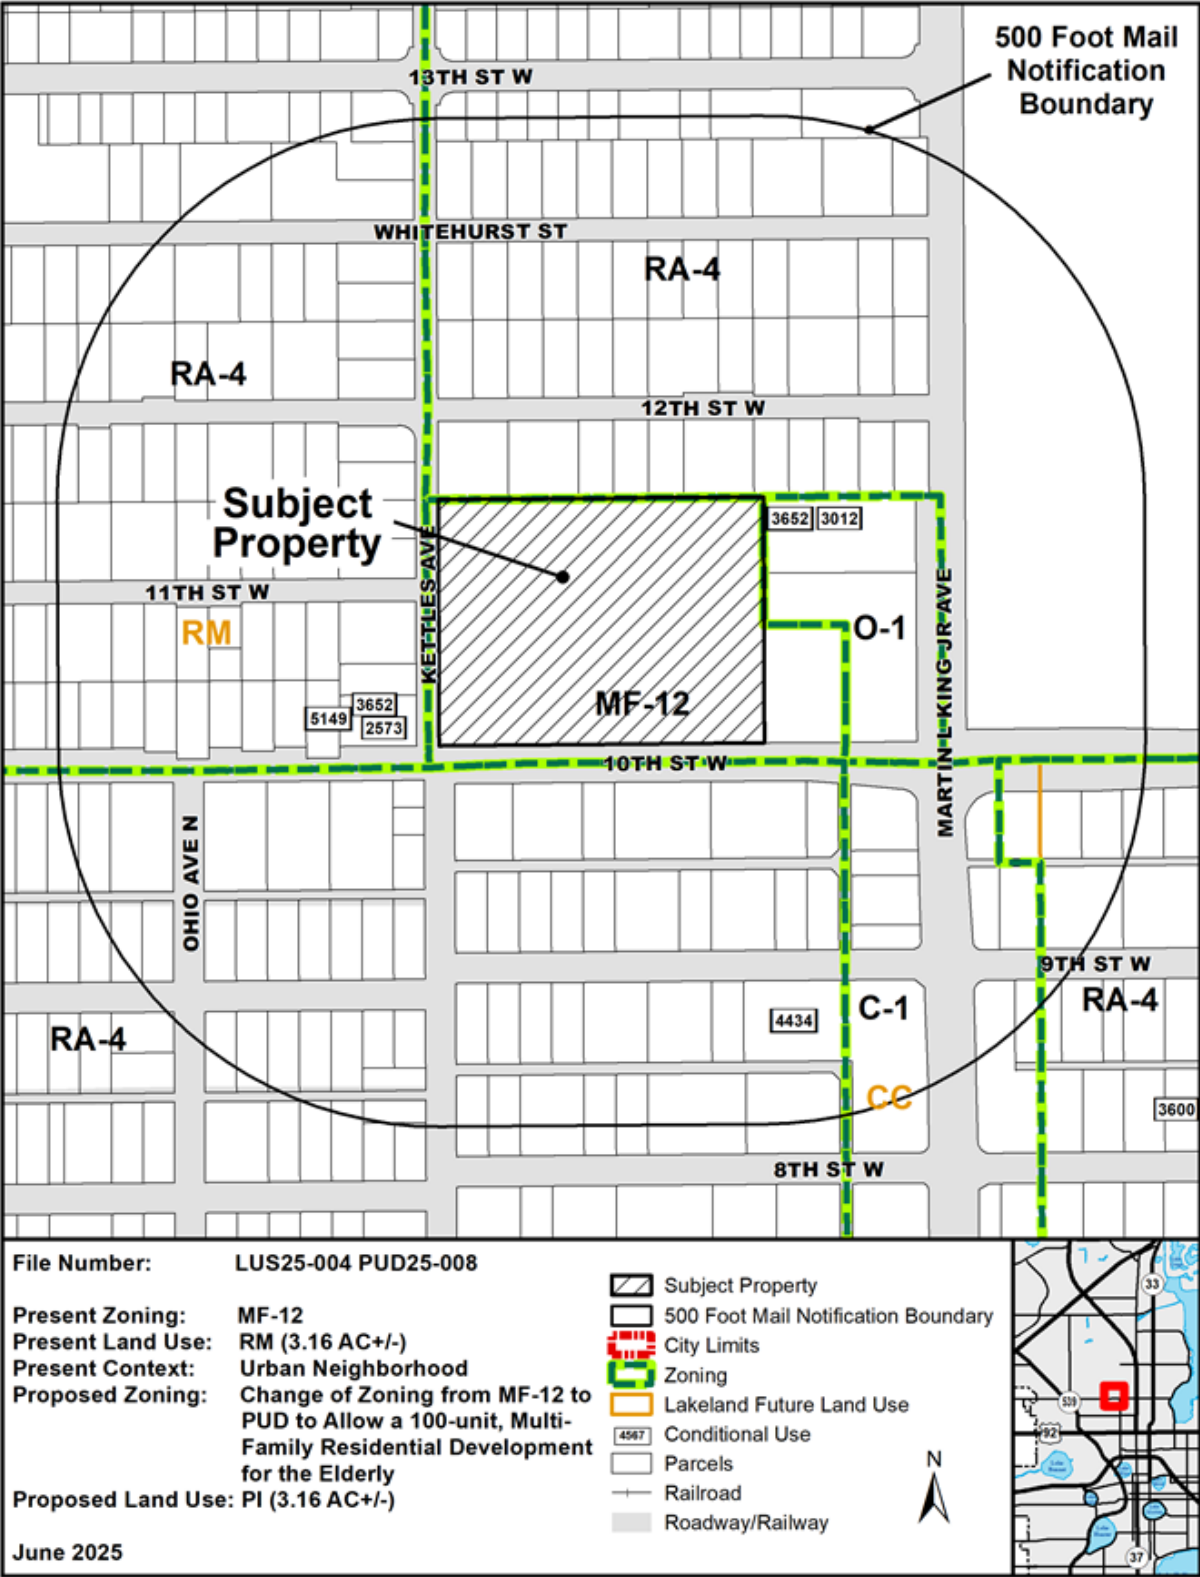 500 Foot Mail
Notification
Boundary
13TH ST W
WHITEHURST ST
RA-4
RA-4
12TH ST W
Subject
Property
3652
3012
KETTLES AVE
11TH ST W
RM
O-1
MARTIN L KING JR AVE
MF-12
3652
5149
2573
10TH ST W
OHIO AVE N
9TH ST W
RA-4
C-1
4434
RA-4
CC
3600
8TH ST W
File Number: LUS25-004 PUD25-008
Present Zoning: MF-12
Present Land Use: RM (3.16 AC+/-)
Present Context: Urban Neighborhood
Proposed Zoning: Change of Zoning from MF-12 to
PUD to Allow a 100-unit, Multi-
Family Residential Development
for the Elderly
Proposed Land Use: PI (3.16 AC+/-)
June 2025
Subject Property
500 Foot Mail Notification Boundary
City Limits
Zoning
Lakeland Future Land Use
4567 Conditional Use
Parcels
Railroad
Roadway/Railway
N
33
539
92
37